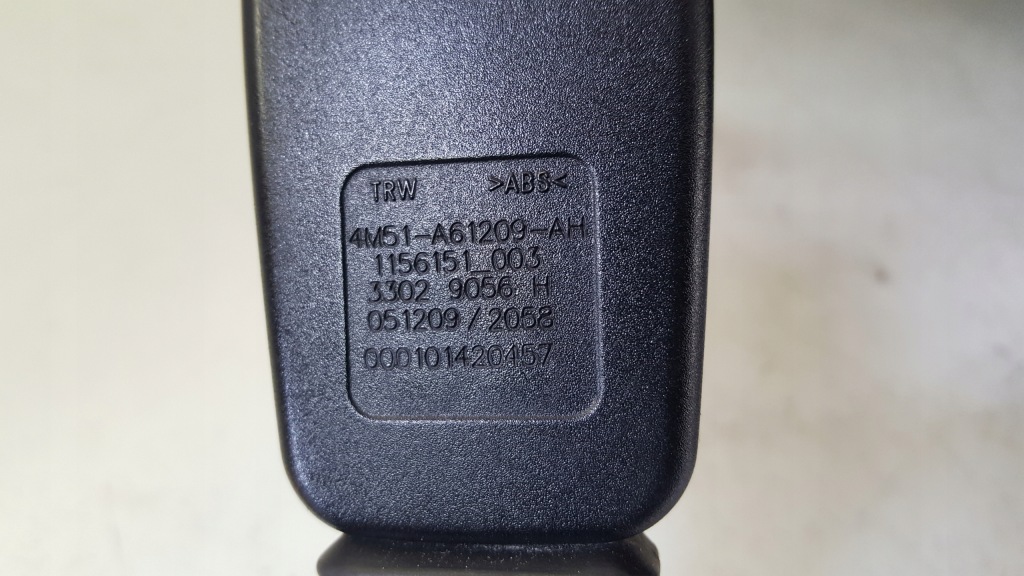 TRW >ABS<
4M51-A61209-AH
1156151_003
3302 9056 H
051209/2058
000101420457